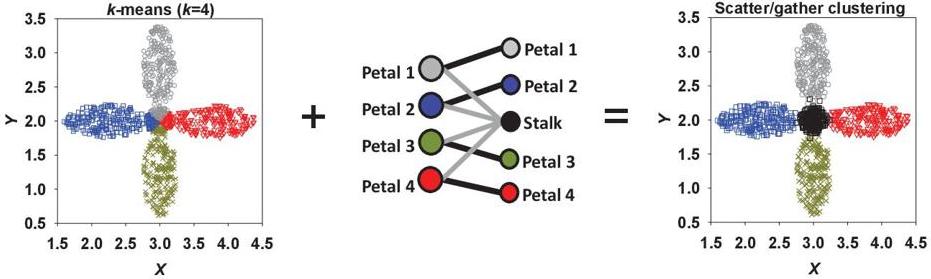 k-means (k=4)
3.5
3.0
2.5
2.0
1.5
1.0
0.5
Y
1.5 2.0 2.5 3.0 3.5 4.0 4.5
X
+
Petal 1
Petal 2
Petal 3
Petal 4
Petal 1
Petal 2
Stalk
Petal 3
Petal 4
=
Scatter/gather clustering
3.5
3.0
2.5
2.0
1.5
1.0
0.5
Y
1.5 2.0 2.5 3.0 3.5 4.0 4.5
X